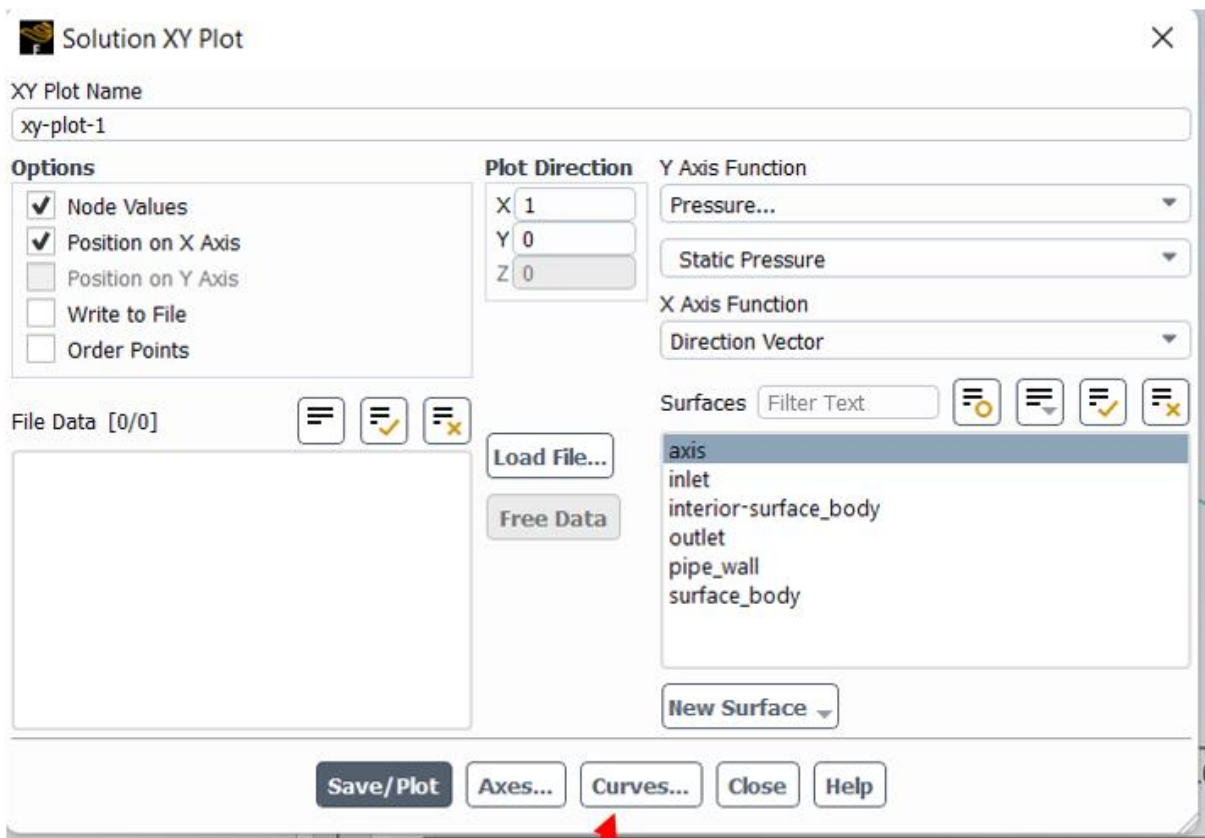 Solution XY Plot
XY Plot Name
xy-plot-1
Options
Node Values
Position on X Axis
Position on Y Axis
Write to File
Order Points
Plot Direction
X 1
Y 0
Z 0
Y Axis Function
Pressure...
Static Pressure
X Axis Function
Direction Vector
File Data [0/0]
Load File...
Free Data
Surfaces Filter Text
axis
inlet
interior-surface_body
outlet
pipe_wall
surface_body
New Surface
Save/Plot Axes... Curves... Close Help